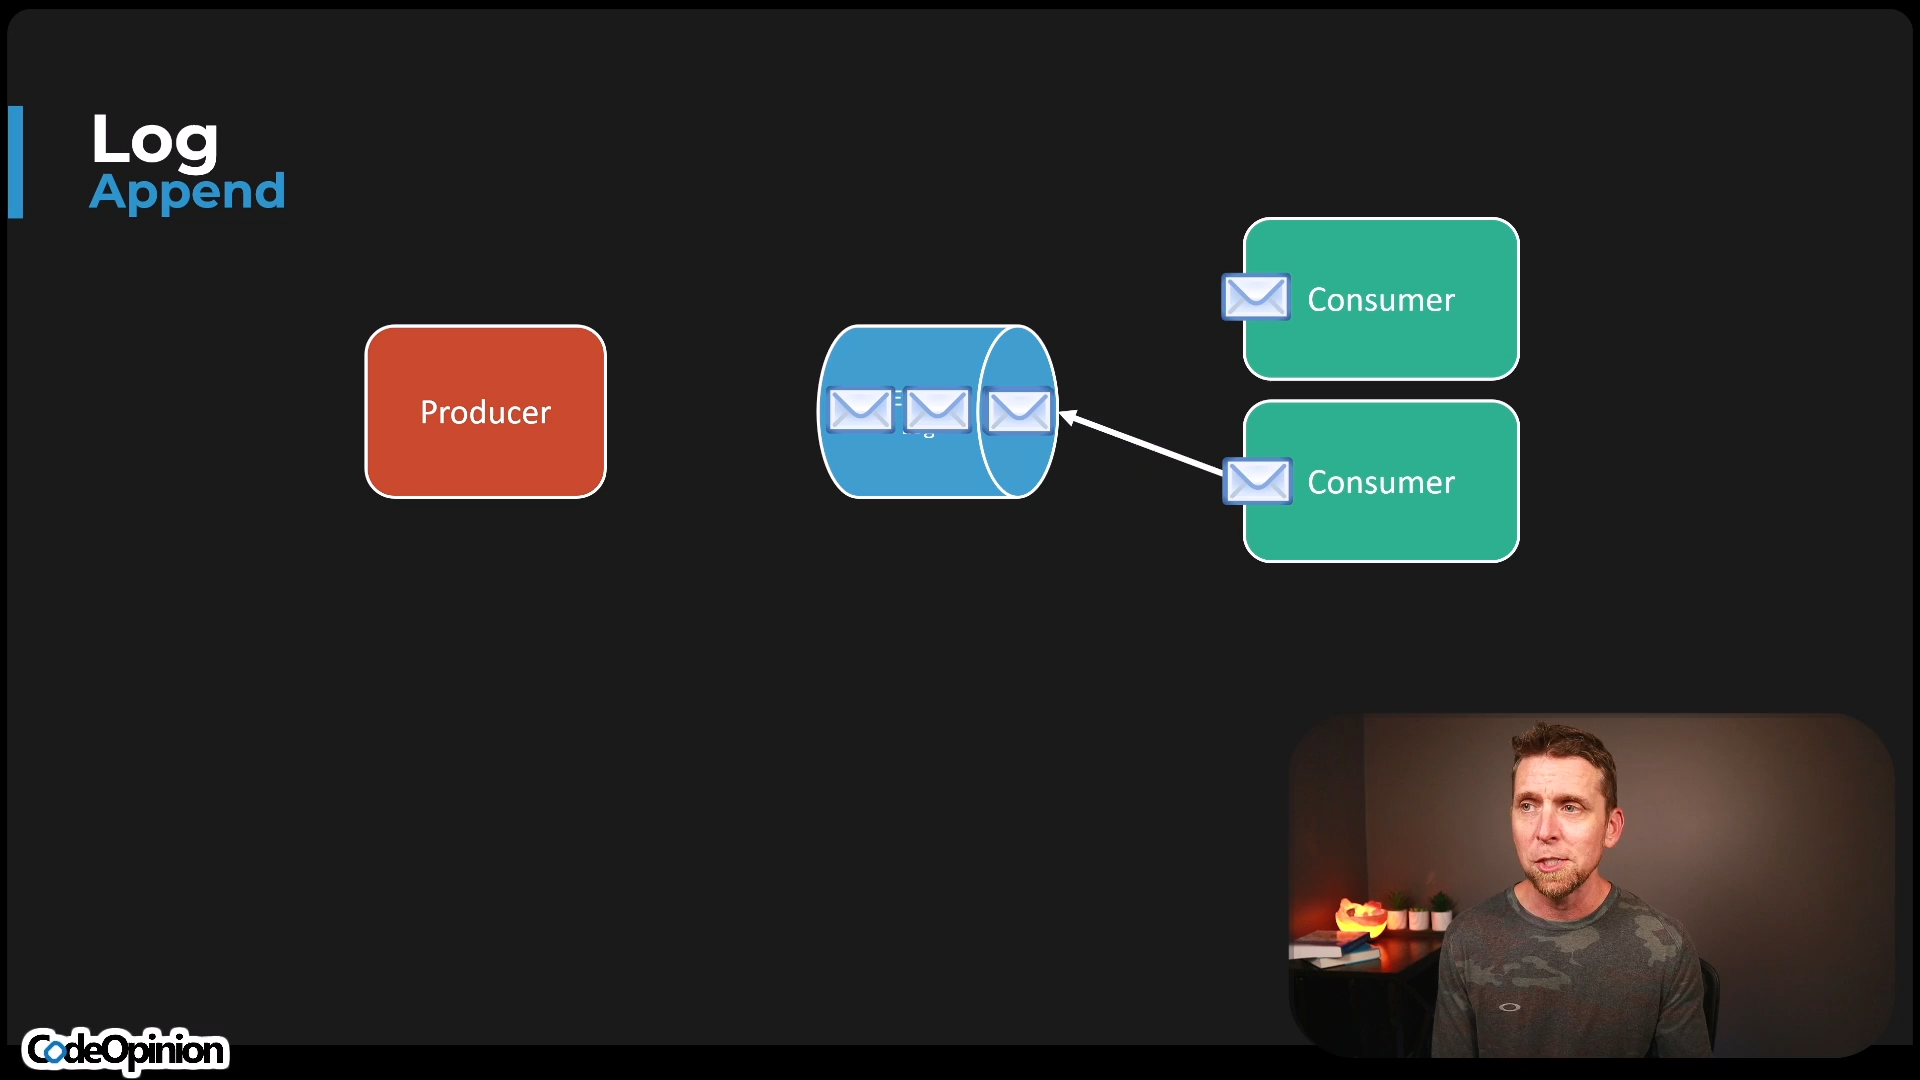 Log
Append
Consumer
Producer
Consumer
CodeOpinion